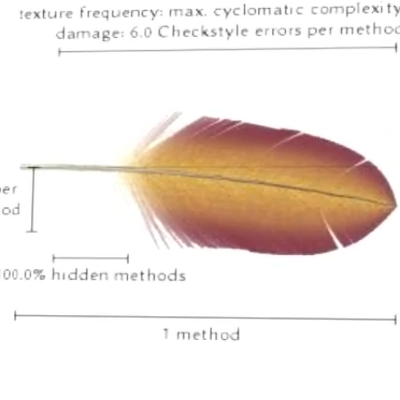 texture frequency: max. cyclomatic complexity
damage: 6.0 Checkstyle errors per method
per
od
00.0% hidden methods
1 method